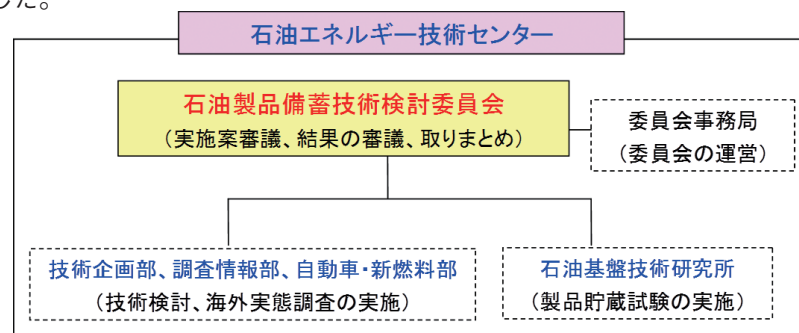 した。
石油エネルギー技術センター
石油製品備蓄技術検討委員会
(実施案審議、結果の審議、取りまとめ)
委員会事務局
(委員会の運営)
技術企画部、調査情報部、自動車・新燃料部
(技術検討、海外実態調査の実施)
石油基盤技術研究所
(製品貯蔵試験の実施)